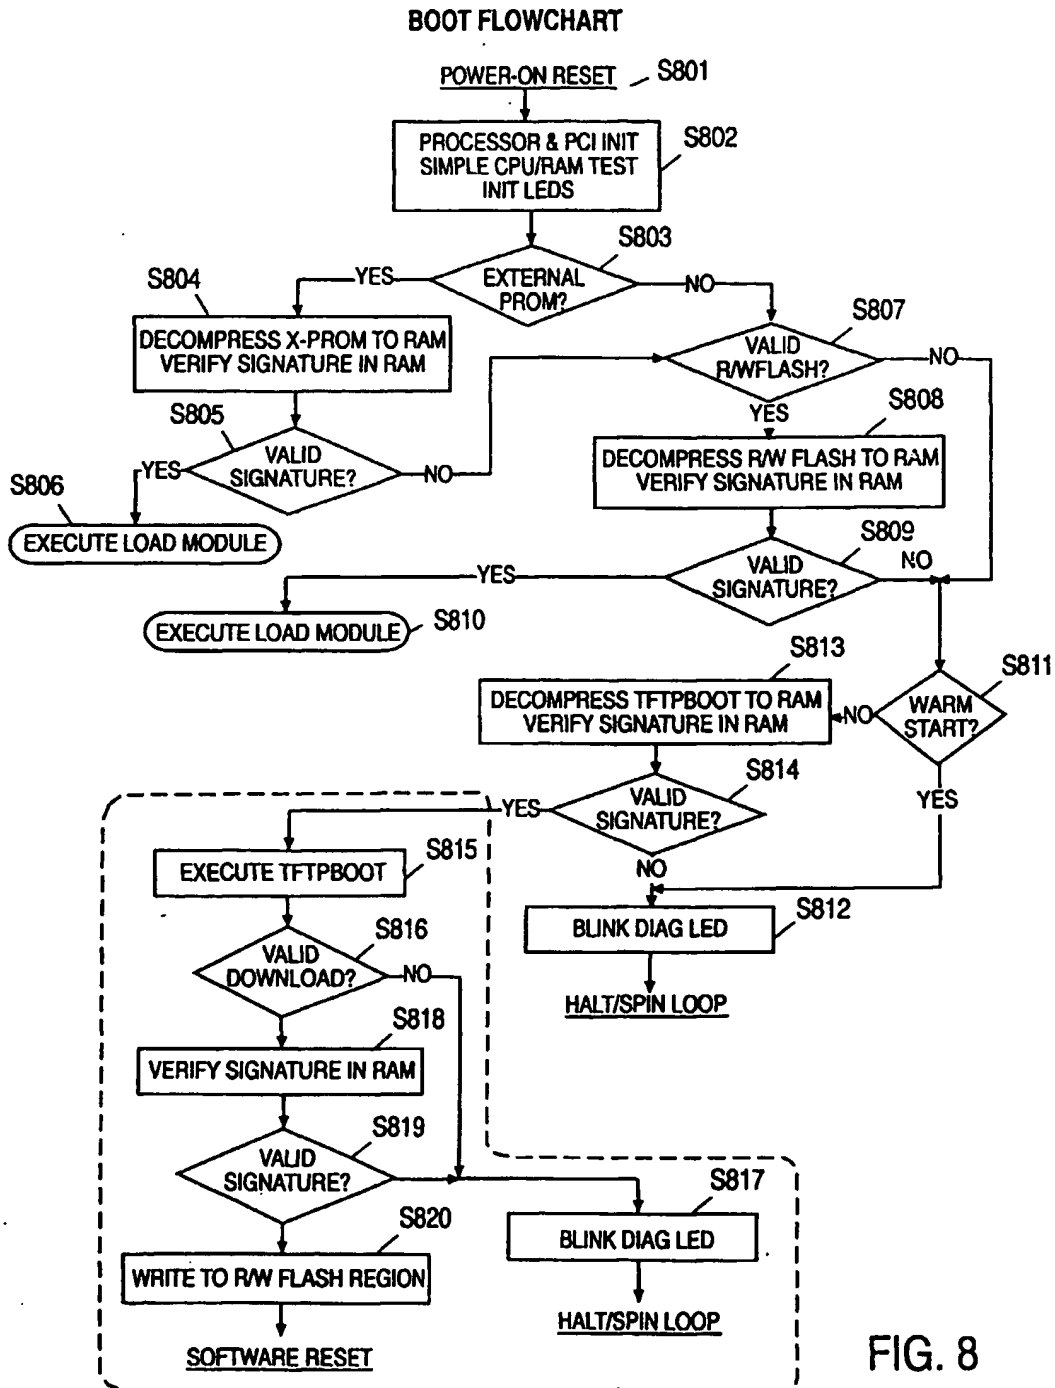 BOOT FLOWCHART
POWER-ON RESET
S801
PROCESSOR & PCI INIT
SIMPLE CPU/RAM TEST
INIT LEDS
S802
S803
EXTERNAL
PROM?
YES
NO
S804
DECOMPRESS X-PROM TO RAM
VERIFY SIGNATURE IN RAM
S807
VALID
R/WFLASH?
NO
YES
S805
VALID
SIGNATURE?
YES
NO
S808
DECOMPRESS R/W FLASH TO RAM
VERIFY SIGNATURE IN RAM
S806
EXECUTE LOAD MODULE
S809
VALID
SIGNATURE?
NO
YES
EXECUTE LOAD MODULE
S810
S813
DECOMPRESS TFTPBOOT TO RAM
VERIFY SIGNATURE IN RAM
S811
WARM
START?
NO
YES
S814
VALID
SIGNATURE?
YES
NO
S815
EXECUTE TFTPBOOT
S812
BLINK DIAG LED
HALT/SPIN LOOP
S816
VALID
DOWNLOAD?
NO
S818
VERIFY SIGNATURE IN RAM
S819
VALID
SIGNATURE?
S817
BLINK DIAG LED
HALT/SPIN LOOP
S820
WRITE TO R/W FLASH REGION
SOFTWARE RESET
FIG. 8